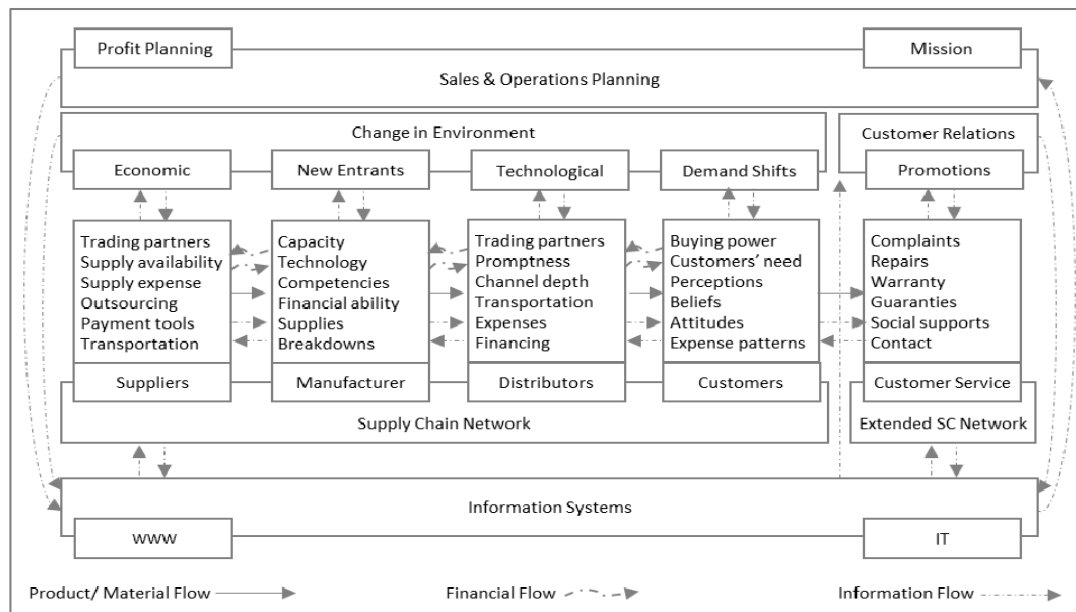 Profit Planning
Mission
Sales & Operations Planning
Change in Environment
Customer Relations
Economic
New Entrants
Technological
Demand Shifts
Promotions
Trading partners
Supply availability
Supply expense
Outsourcing
Payment tools
Transportation
Capacity
Technology
Competencies
Financial ability
Supplies
Breakdowns
Trading partners
Promptness
Channel depth
Transportation
Expenses
Financing
Buying power
Customers' need
Perceptions
Beliefs
Attitudes
Expense patterns
Complaints
Repairs
Warranty
Guaranties
Social supports
Contact
Suppliers
Manufacturer
Distributors
Customers
Customer Service
Supply Chain Network
Extended SC Network
Information Systems
WWW
IT
Product/ Material Flow
Financial Flow
Information Flow